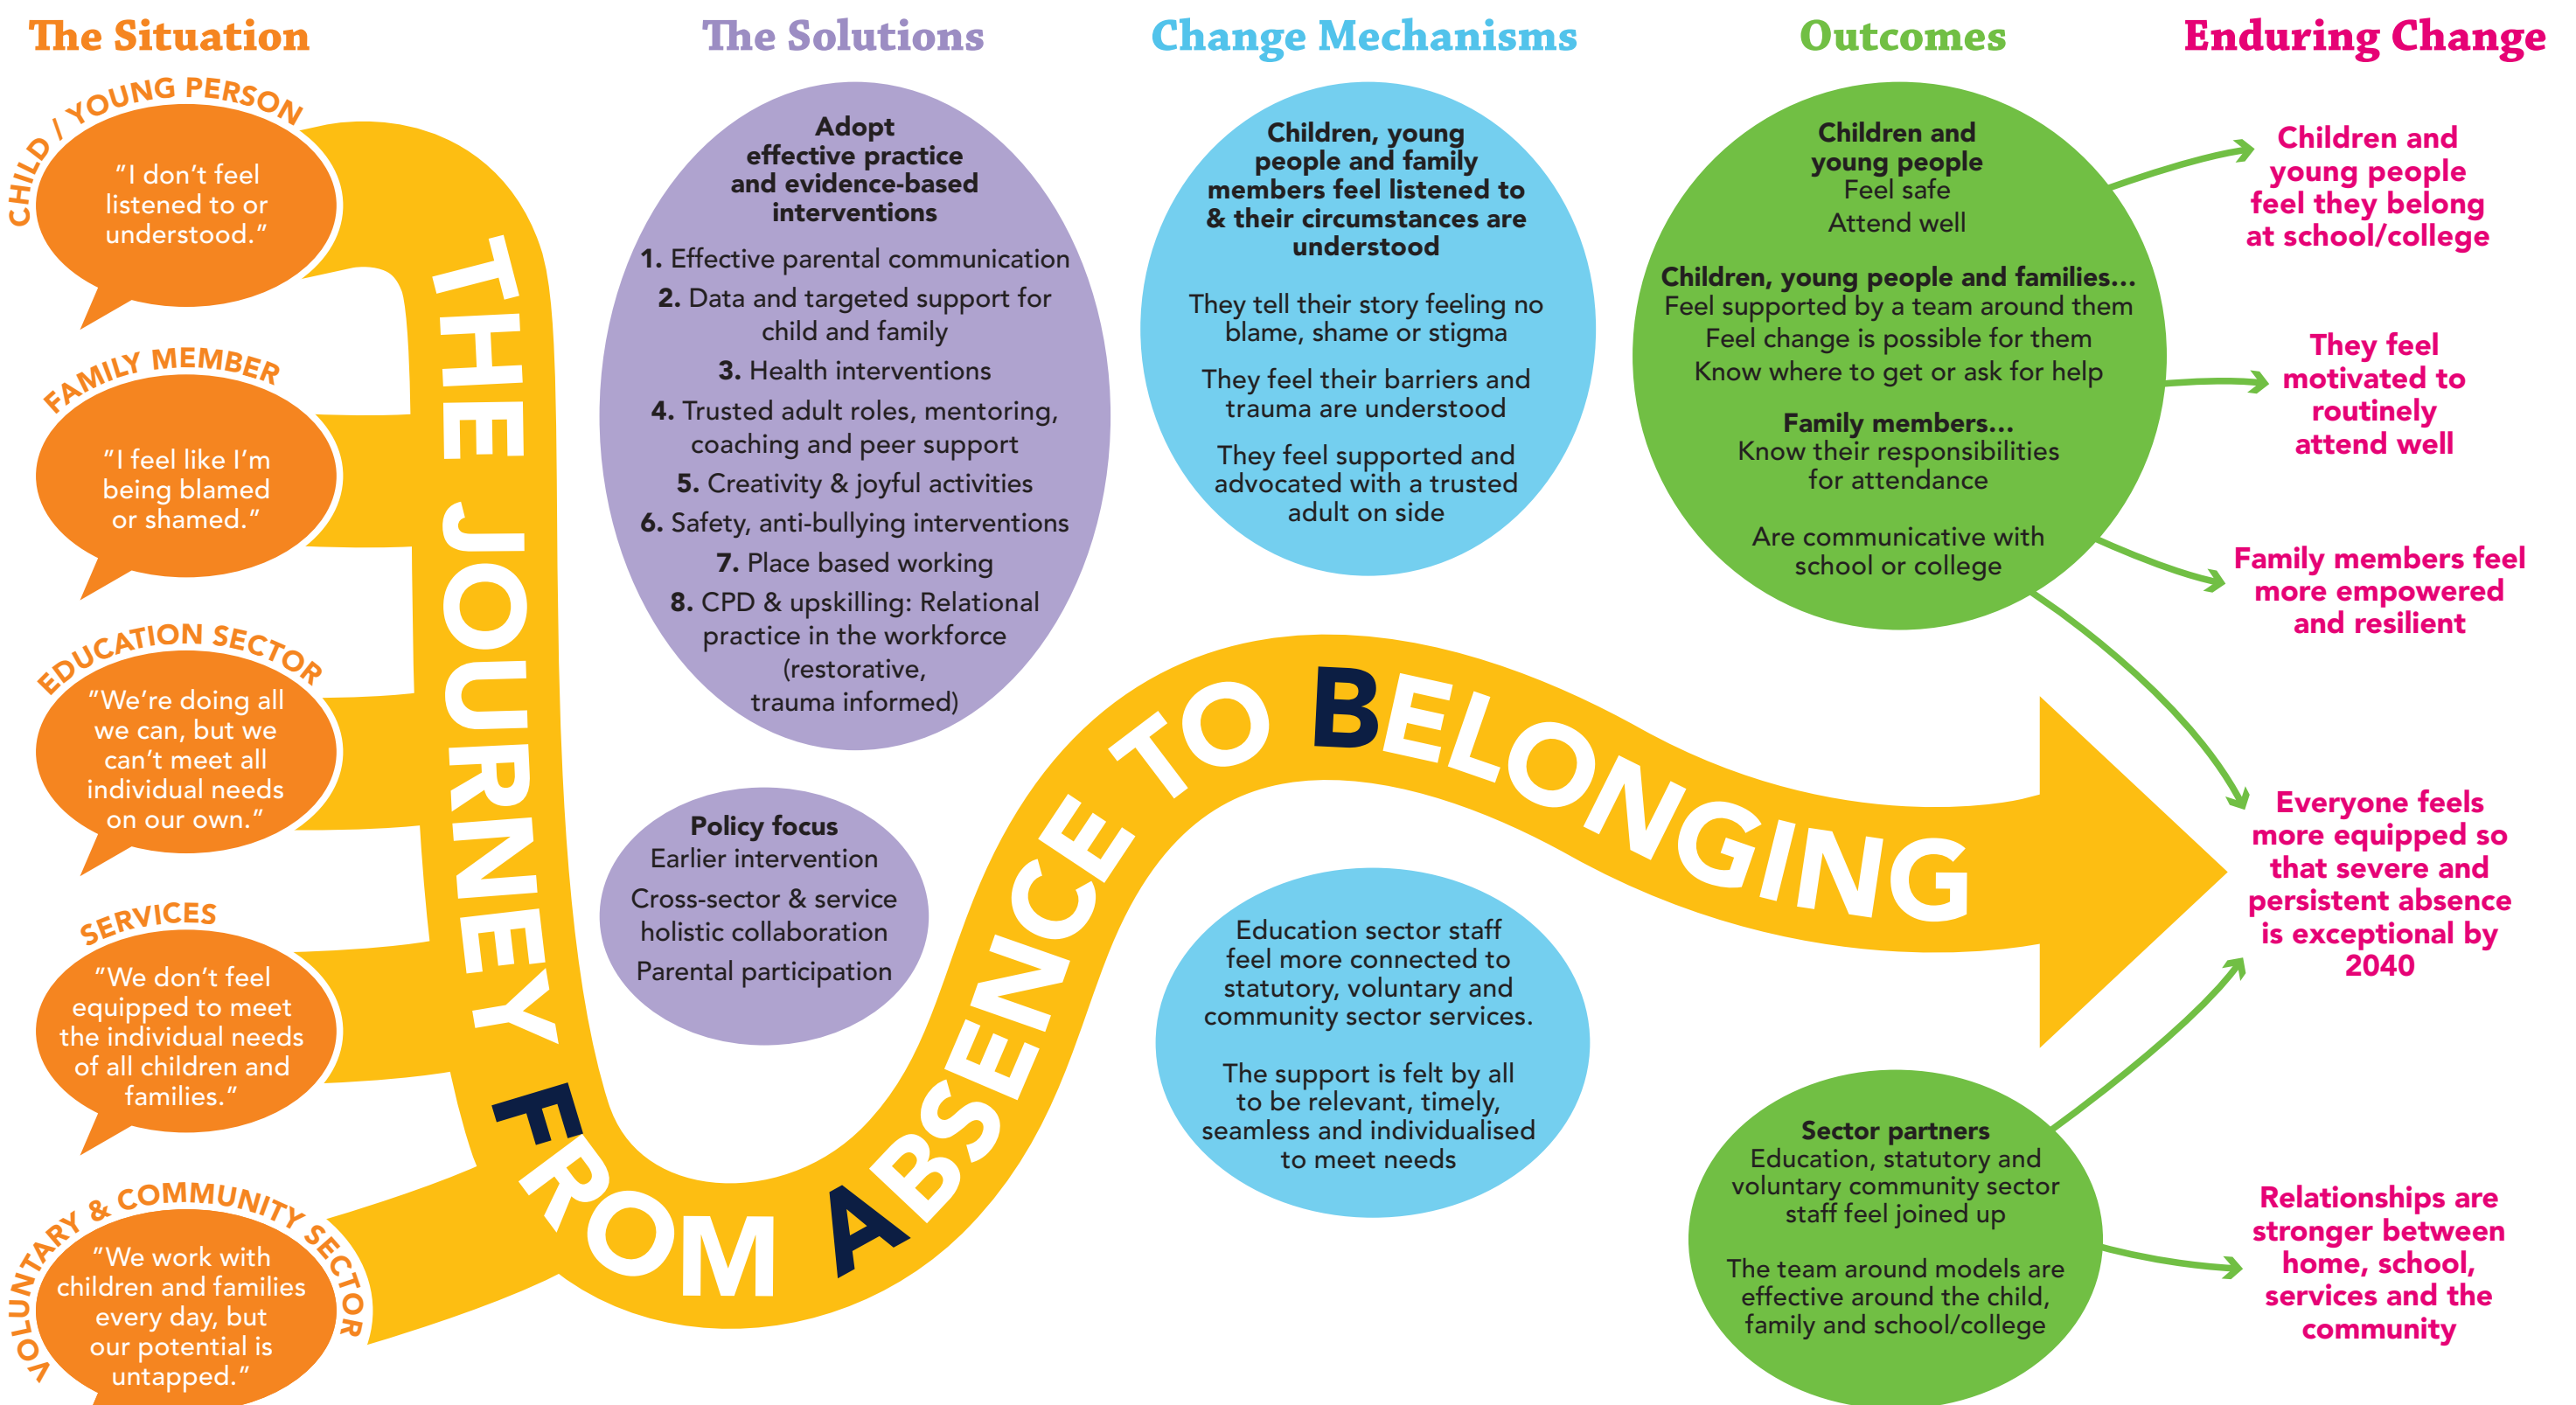 The Situation
CHILD / YOUNG PERSON
"I don't feel
listened to or
understood."
FAMILY MEMBER
"I feel like I'm
being blamed
or shamed."
EDUCATION SECTOR
"We're doing all
we can, but we
can't meet all
individual needs
on our own."
SERVICES
"We don't feel
equipped to meet
the individual needs
of all children and
families."
VOLUNTARY & COMMUNITY SECTOR
"We work with
children and families
every day, but
our potential is
untapped."
THE JOURNEY FROM ABSENCE TO BELONGING
The Solutions
Adopt
effective practice
and evidence-based
interventions
1. Effective parental communication
2. Data and targeted support for
child and family
3. Health interventions
4. Trusted adult roles, mentoring,
coaching and peer support
5. Creativity & joyful activities
6. Safety, anti-bullying interventions
7. Place based working
8. CPD & upskilling: Relational
practice in the workforce
(restorative,
trauma informed)
Policy focus
Earlier intervention
Cross-sector & service
holistic collaboration
Parental participation
Change Mechanisms
Children, young
people and family
members feel listened to
& their circumstances are
understood
They tell their story feeling no
blame, shame or stigma
They feel their barriers and
trauma are understood
They feel supported and
advocated with a trusted
adult on side
Education sector staff
feel more connected to
statutory, voluntary and
community sector services.
The support is felt by all
to be relevant, timely,
seamless and individualised
to meet needs
Outcomes
Children and
young people
Feel safe
Attend well
Children, young people and families...
Feel supported by a team around them
Feel change is possible for them
Know where to get or ask for help
Family members...
Know their responsibilities
for attendance
Are communicative with
school or college
Sector partners
Education, statutory and
voluntary community sector
staff feel joined up
The team around models are
effective around the child,
family and school/college
Enduring Change
Children and
young people
feel they belong
at school/college
They feel
motivated to
routinely
attend well
Family members feel
more empowered
and resilient
Everyone feels
more equipped so
that severe and
persistent absence
is exceptional by
2040
Relationships are
stronger between
home, school,
services and the
community